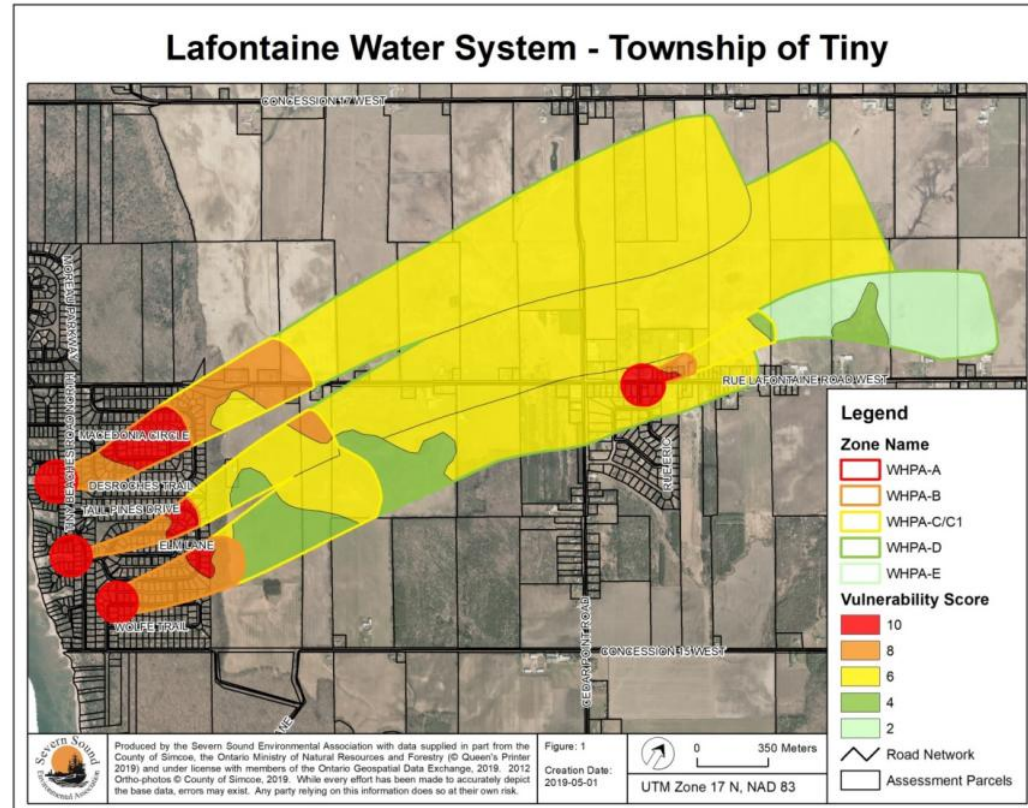 Lafontaine Water System - Township of Tiny
CONCESSION 17 WEST
MOREAU PARKWAY
TINY BEACHES ROAD NORTH
MACEDONIA CIRCLE
DESROCHES TRAIL
TALL PINES DRIVE
ELM LANE
WOLFE TRAIL
RUE LAFONTAINE ROAD WEST
RUE ERIC
CEDAR POINT ROAD
CONCESSION 15 WEST
Legend
Zone Name
WHPA-A
WHPA-B
WHPA-C/C1
WHPA-D
WHPA-E
Vulnerability Score
10
8
6
4
2
Road Network
Assessment Parcels
Severn Sound
Environmental Association
Produced by the Severn Sound Environmental Association with data supplied in part from the
County of Simcoe, the Ontario Ministry of Natural Resources and Forestry (© Queen's Printer
2019) and under license with members of the Ontario Geospatial Data Exchange, 2019. 2012
Ortho-photos © County of Simcoe, 2019. While every effort has been made to accurately depict
the base data, errors may exist. Any party relying on this information does so at their own risk.
Figure: 1
Creation Date:
2019-05-01
0 350 Meters
UTM Zone 17 N, NAD 83